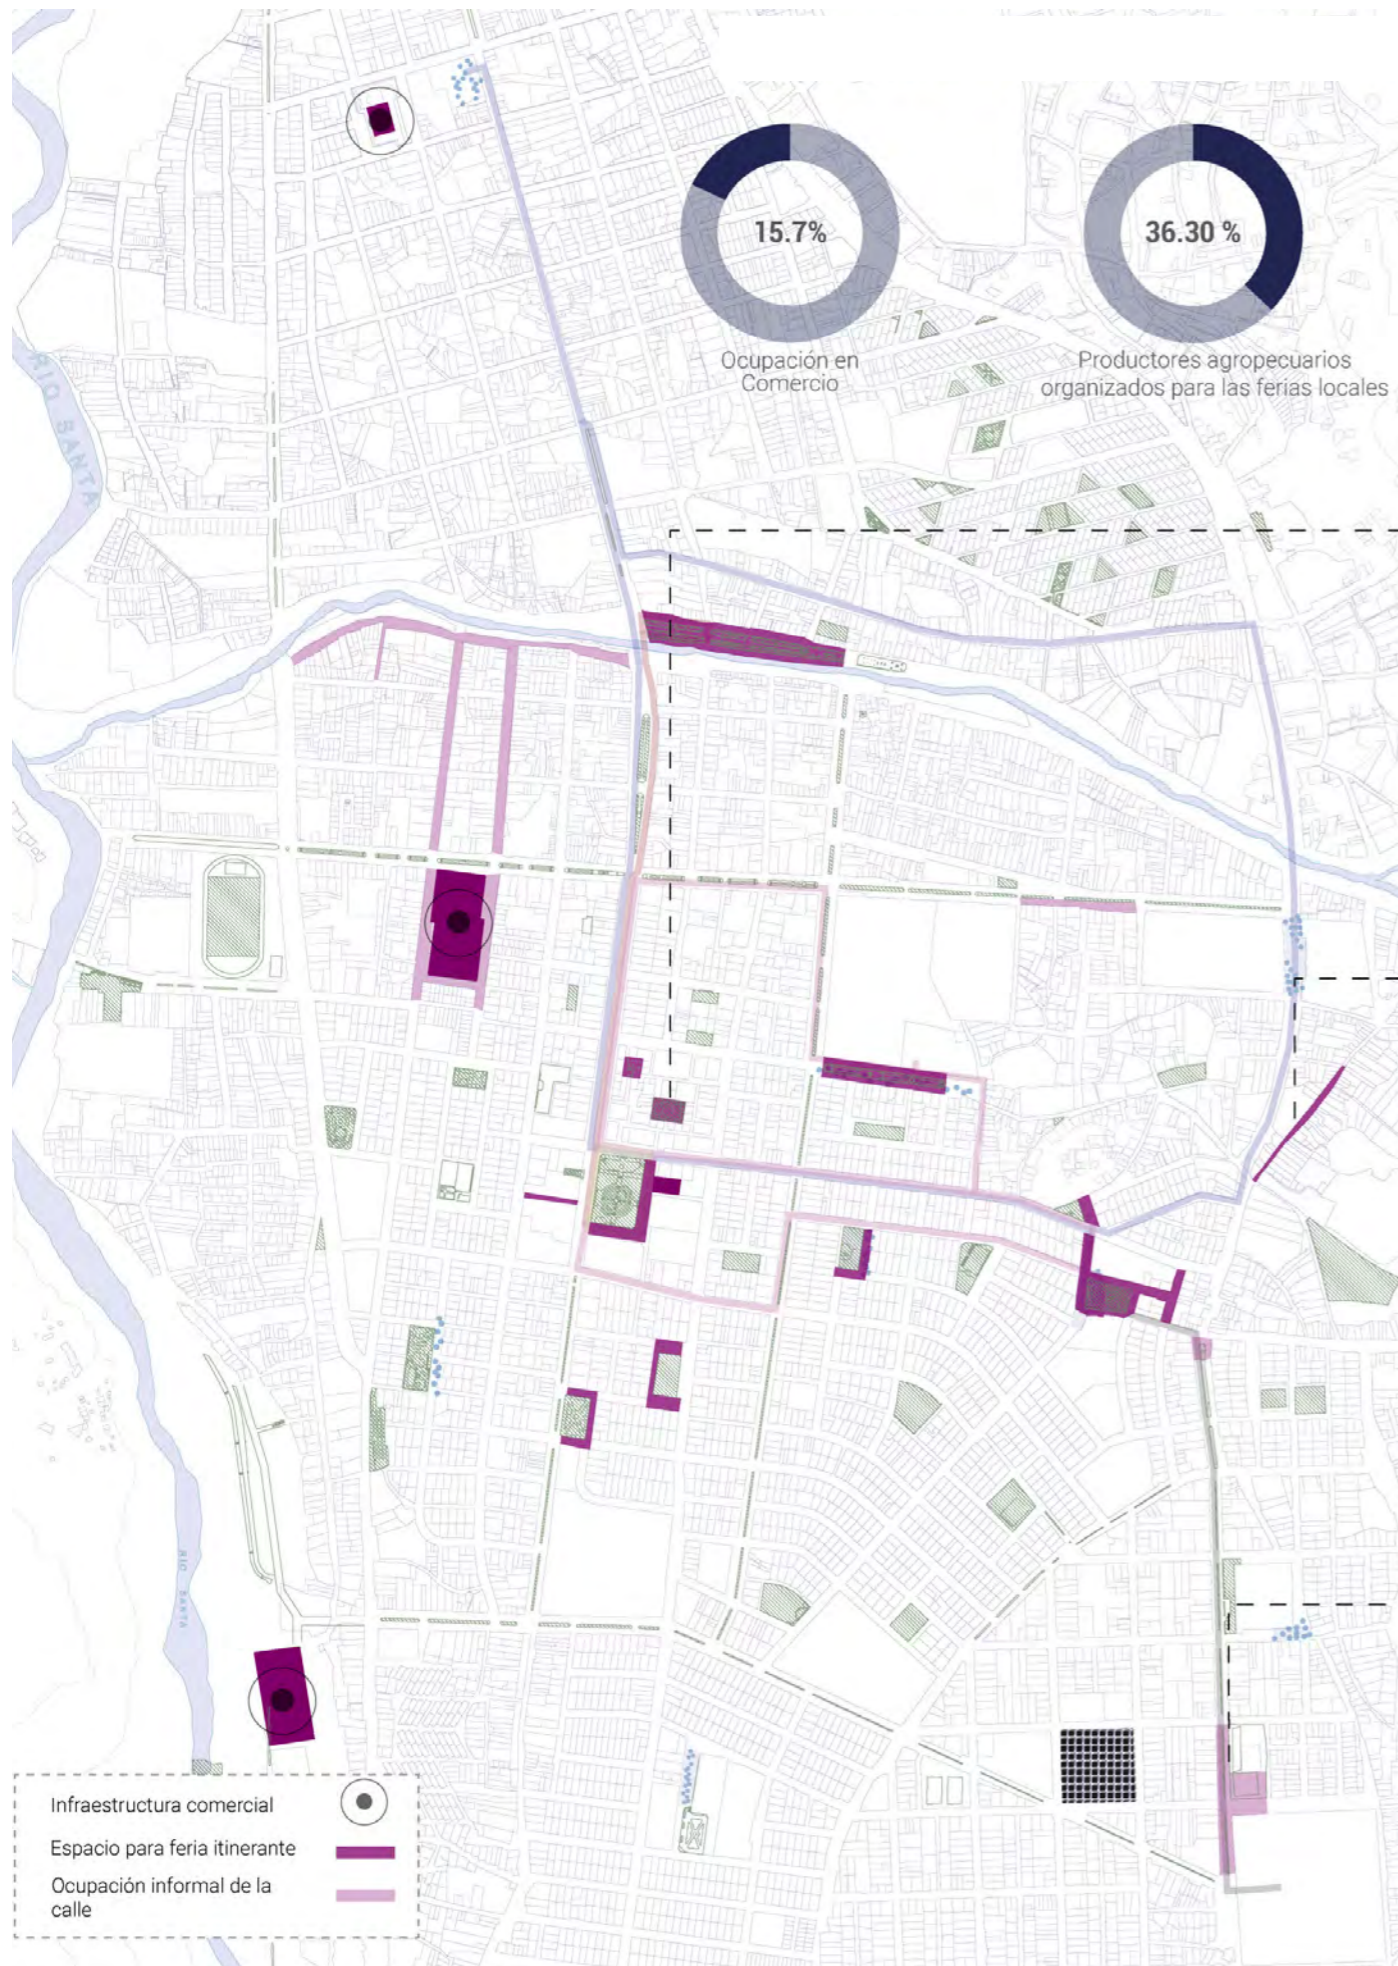 15.7%
Ocupación en
Comercio
36.30 %
Productores agropecuarios
organizados para las ferias locales
RIO SANTA
RIO SANTA
Infraestructura comercial
Espacio para feria itinerante
Ocupación informal de la
calle